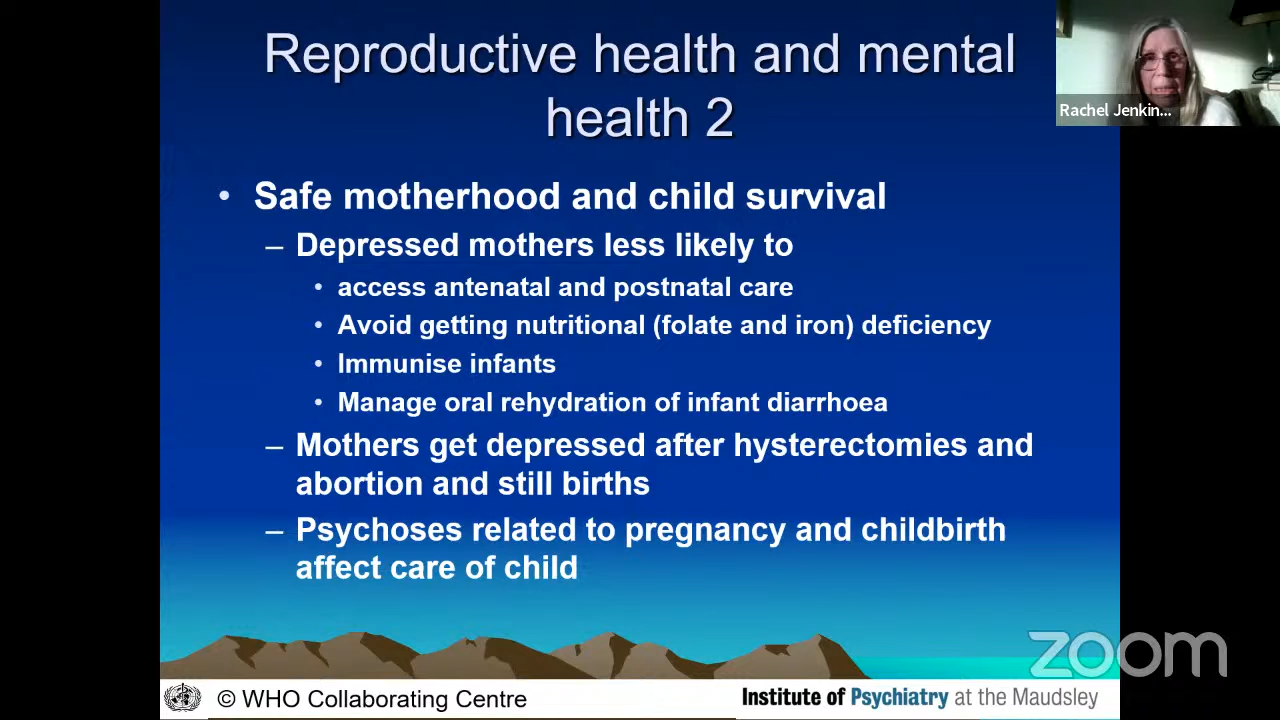 Reproductive health and mental
health 2
Rachel Jenkin...
• Safe motherhood and child survival
– Depressed mothers less likely to
• access antenatal and postnatal care
• Avoid getting nutritional (folate and iron) deficiency
• Immunise infants
• Manage oral rehydration of infant diarrhoea
– Mothers get depressed after hysterectomies and
abortion and still births
– Psychoses related to pregnancy and childbirth
affect care of child
zoom
© WHO Collaborating Centre
Institute of Psychiatry at the Maudsley